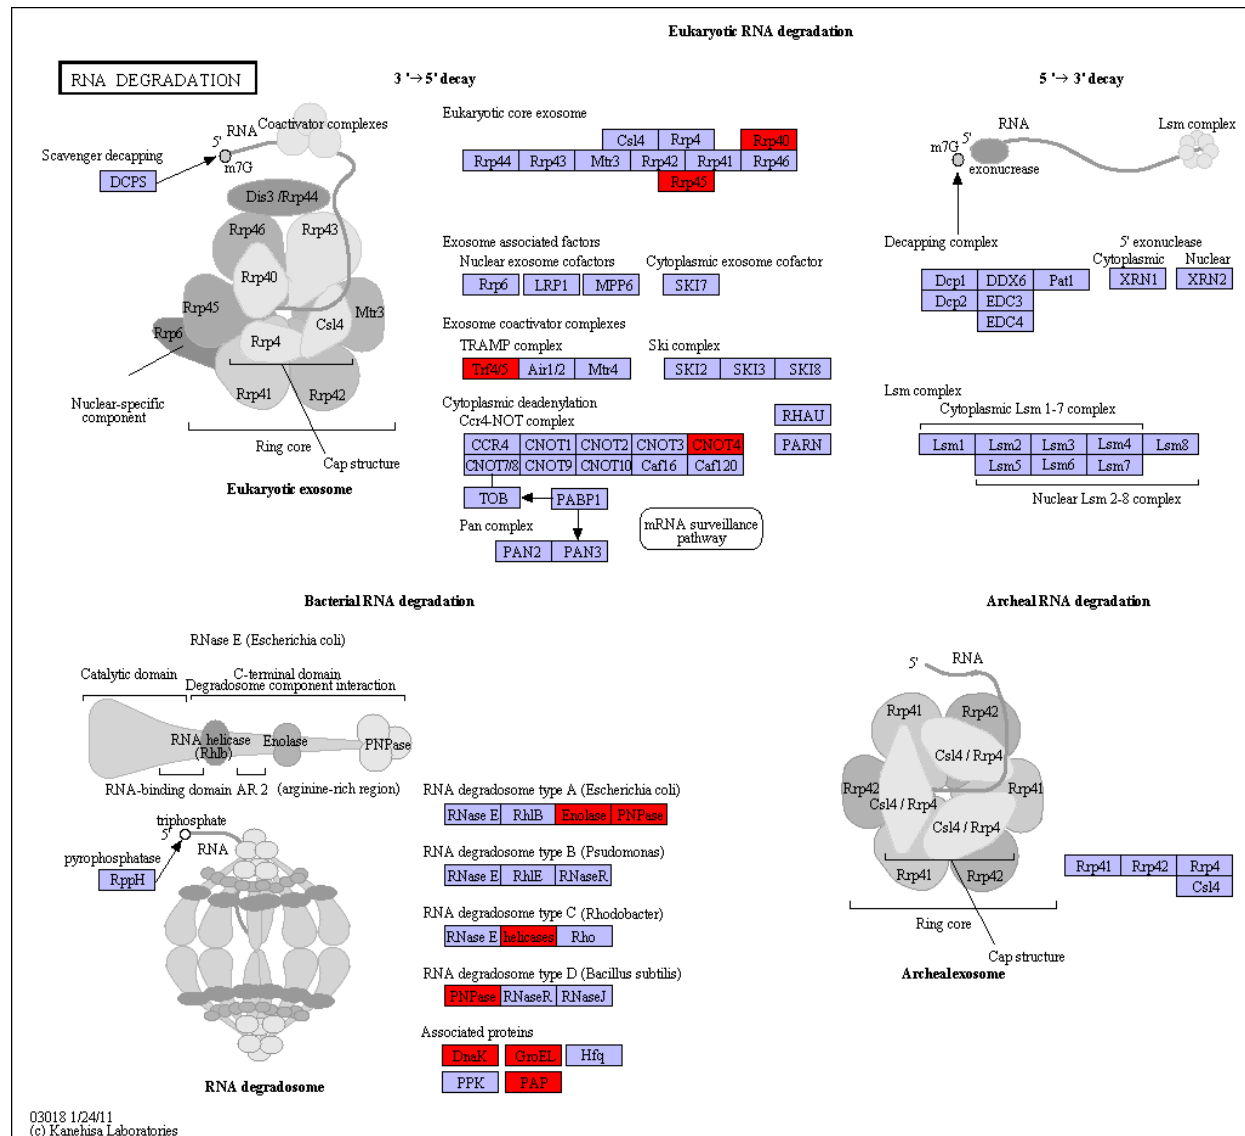 Eukaryotic RNA degradation
RNA DEGRADATION
3 '→ 5' decay
5 '→ 3' decay
Scavenger decapping
DCPS
5'
RNA
Coactivator complexes
m7G
Dis3 /Rrp44
Rrp46
Rrp43
Rrp40
Rrp45
Csl4
Mtr3
Rrp6
Rrp4
Rrp41
Rrp42
Nuclear-specific
component
Ring core
Cap structure
Eukaryotic exosome
Eukaryotic core exosome
Csl4 Rrp4 Rrp40
Rrp44 Rrp43 Mtr3 Rrp42 Rrp41 Rrp46
Rrp45
Exosome associated factors
Nuclear exosome cofactors
Cytoplasmic exosome cofactor
Rrp6 LRP1 MPP6 SKI7
Exosome coactivator complexes
TRAMP complex
Ski complex
Trf4/5 Air1/2 Mtr4
SKI2 SKI3 SKI8
Cytoplasmic deadenylation
Ccr4-NOT complex
RHAU
CCR4 CNOT1 CNOT2 CNOT3 CNOT4
PARN
CNOT7/8 CNOT9 CNOT10 Caf16 Caf120
TOB PABP1
Pan complex
PAN2 PAN3
mRNA surveillance
pathway
RNA
Lsm complex
5'
m7G
exonucrease
Decapping complex
5' exonuclease
Cytoplasmic Nuclear
Dcp1 DDX6 Pat1
XRN1 XRN2
Dcp2 EDC3
EDC4
Lsm complex
Cytoplasmic Lsm 1-7 complex
Lsm1 Lsm2 Lsm3 Lsm4 Lsm8
Lsm5 Lsm6 Lsm7
Nuclear Lsm 2-8 complex
Bacterial RNA degradation
RNase E (Escherichia coli)
Catalytic domain
C-terminal domain
Degradosome component interaction
RNA helicase
(Rhlb)
Enolase
PNPase
RNA-binding domain AR 2 (arginine-rich region)
triphosphate
5'
RNA
pyrophosphatase
RppH
RNA degradosome
RNA degradosome type A (Escherichia coli)
RNase E RhlB Enolase PNPase
RNA degradosome type B (Psudomonas)
RNase E RhlE RNaseR
RNA degradosome type C (Rhodobacter)
RNase E helicases Rho
RNA degradosome type D (Bacillus subtilis)
PNPase RNaseR RNaseJ
Associated proteins
DnaK GroEL Hfq
PPK PAP
Archeal RNA degradation
5'
RNA
Rrp41
Rrp42
Csl4 / Rrp4
Rrp42
Rrp41
Csl4 / Rrp4
Csl4 / Rrp4
Rrp41
Rrp42
Ring core
Cap structure
Archealexosome
Rrp41 Rrp42 Rrp4
Csl4
03018 1/24/11
(c) Kanehisa Laboratories